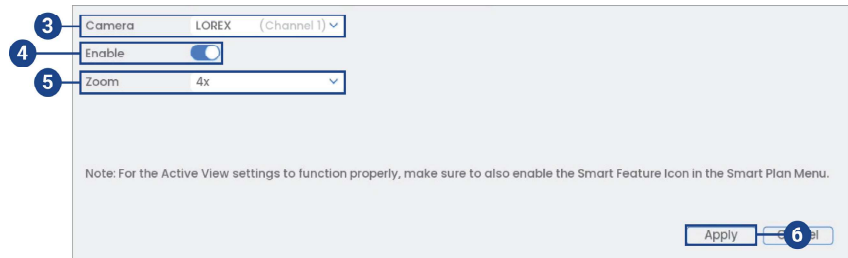 3 Camera LOREX (Channel 1)
4 Enable
5 Zoom 4x
Note: For the Active View settings to function properly, make sure to also enable the Smart Feature Icon in the Smart Plan Menu.
Apply 6